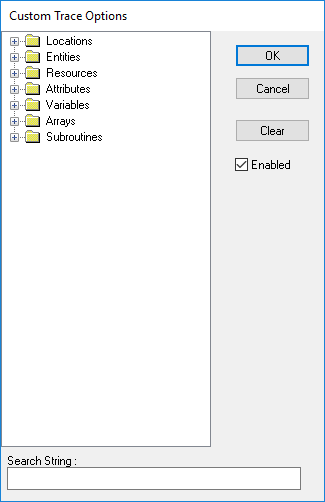 Custom Trace Options
Locations
Entities
Resources
Attributes
Variables
Arrays
Subroutines
OK
Cancel
Clear
Enabled
Search String :